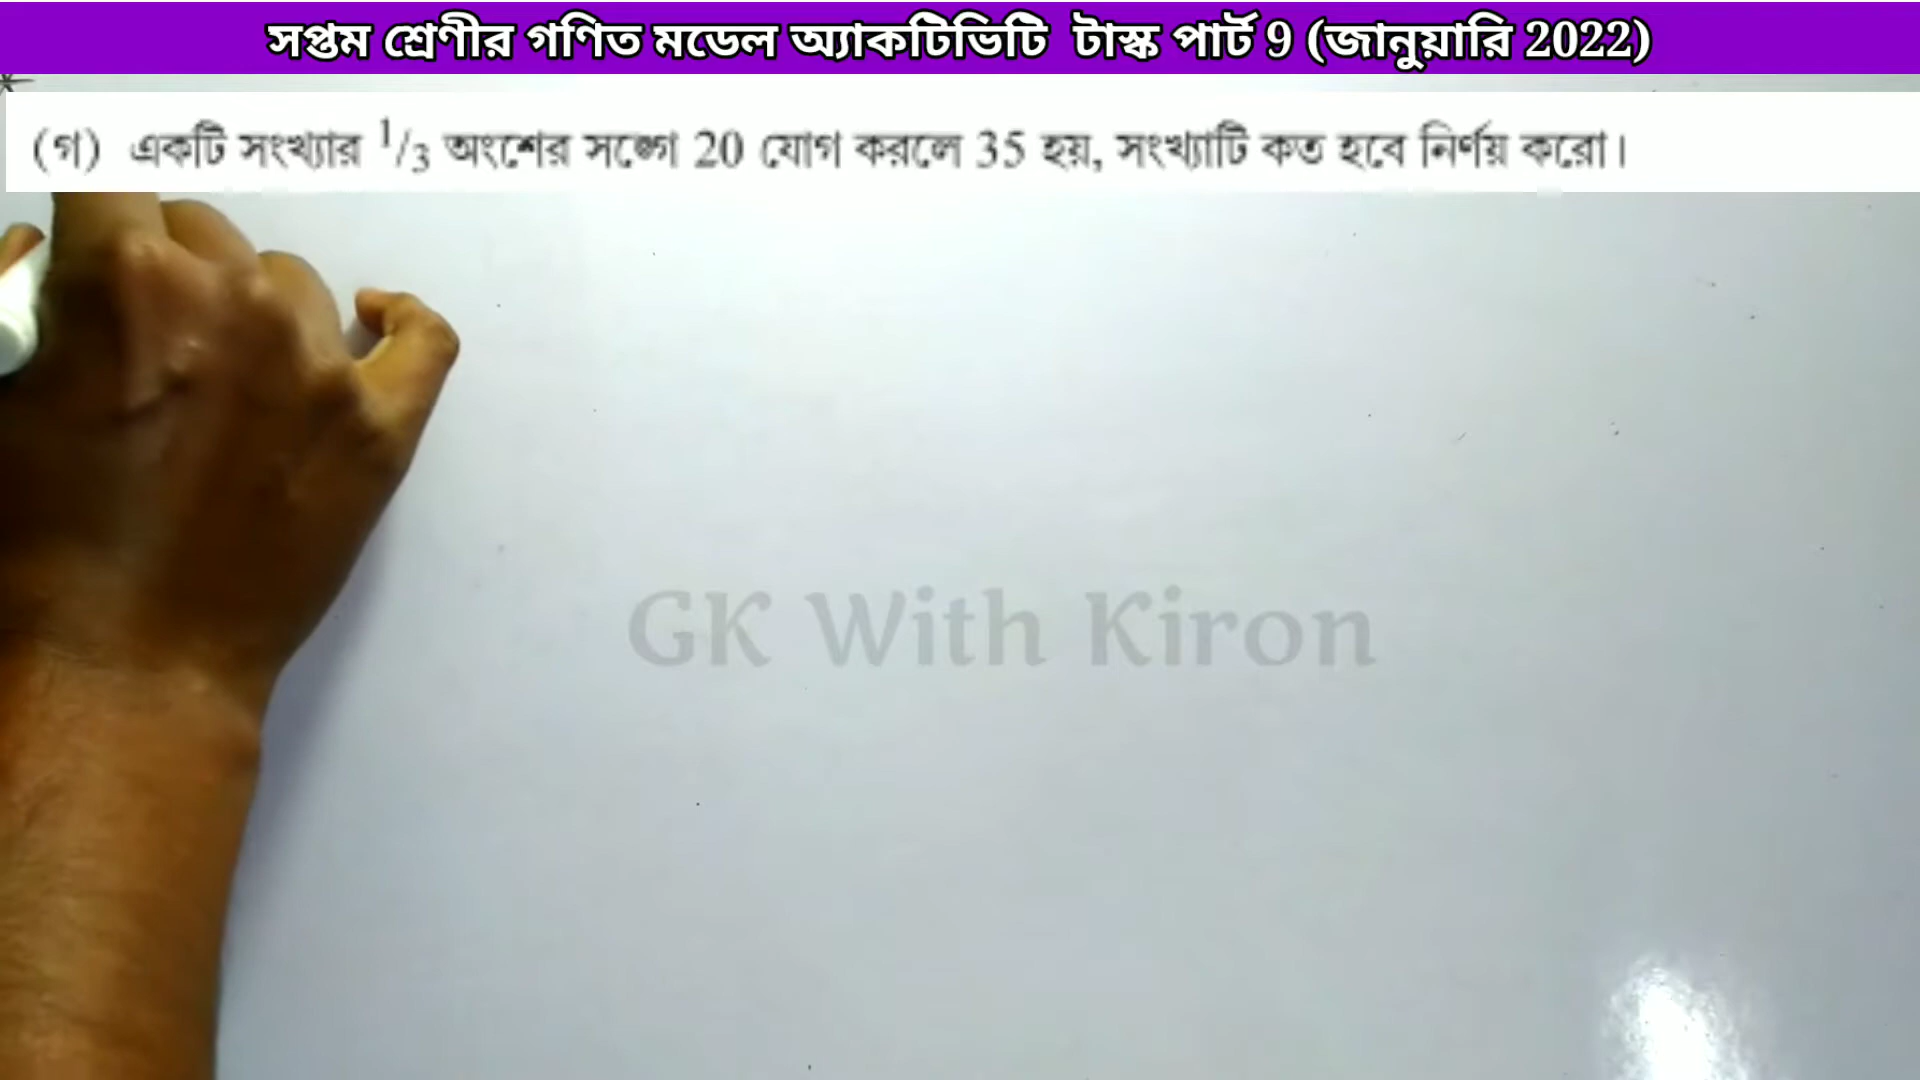 সপ্তম শ্রেণীর গণিত মডেল অ্যাকটিভিটি টাস্ক পার্ট 9 (জানুয়ারি 2022)
(গ) একটি সংখ্যার 1/3 অংশের সঙ্গে 20 যোগ করলে 35 হয়, সংখ্যাটি কত হবে নির্ণয় করো।
GK With Kiron